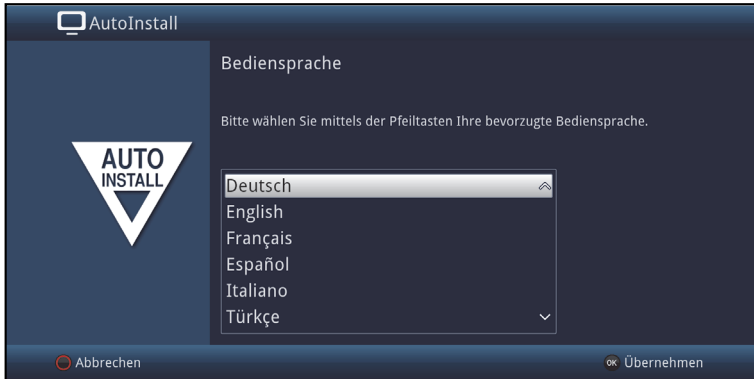 AutoInstall
Bediensprache
Bitte wählen Sie mittels der Pfeiltasten Ihre bevorzugte Bediensprache.
AUTO
INSTALL
Deutsch
English
Français
Español
Italiano
Türkçe
Abbrechen
OK Übernehmen